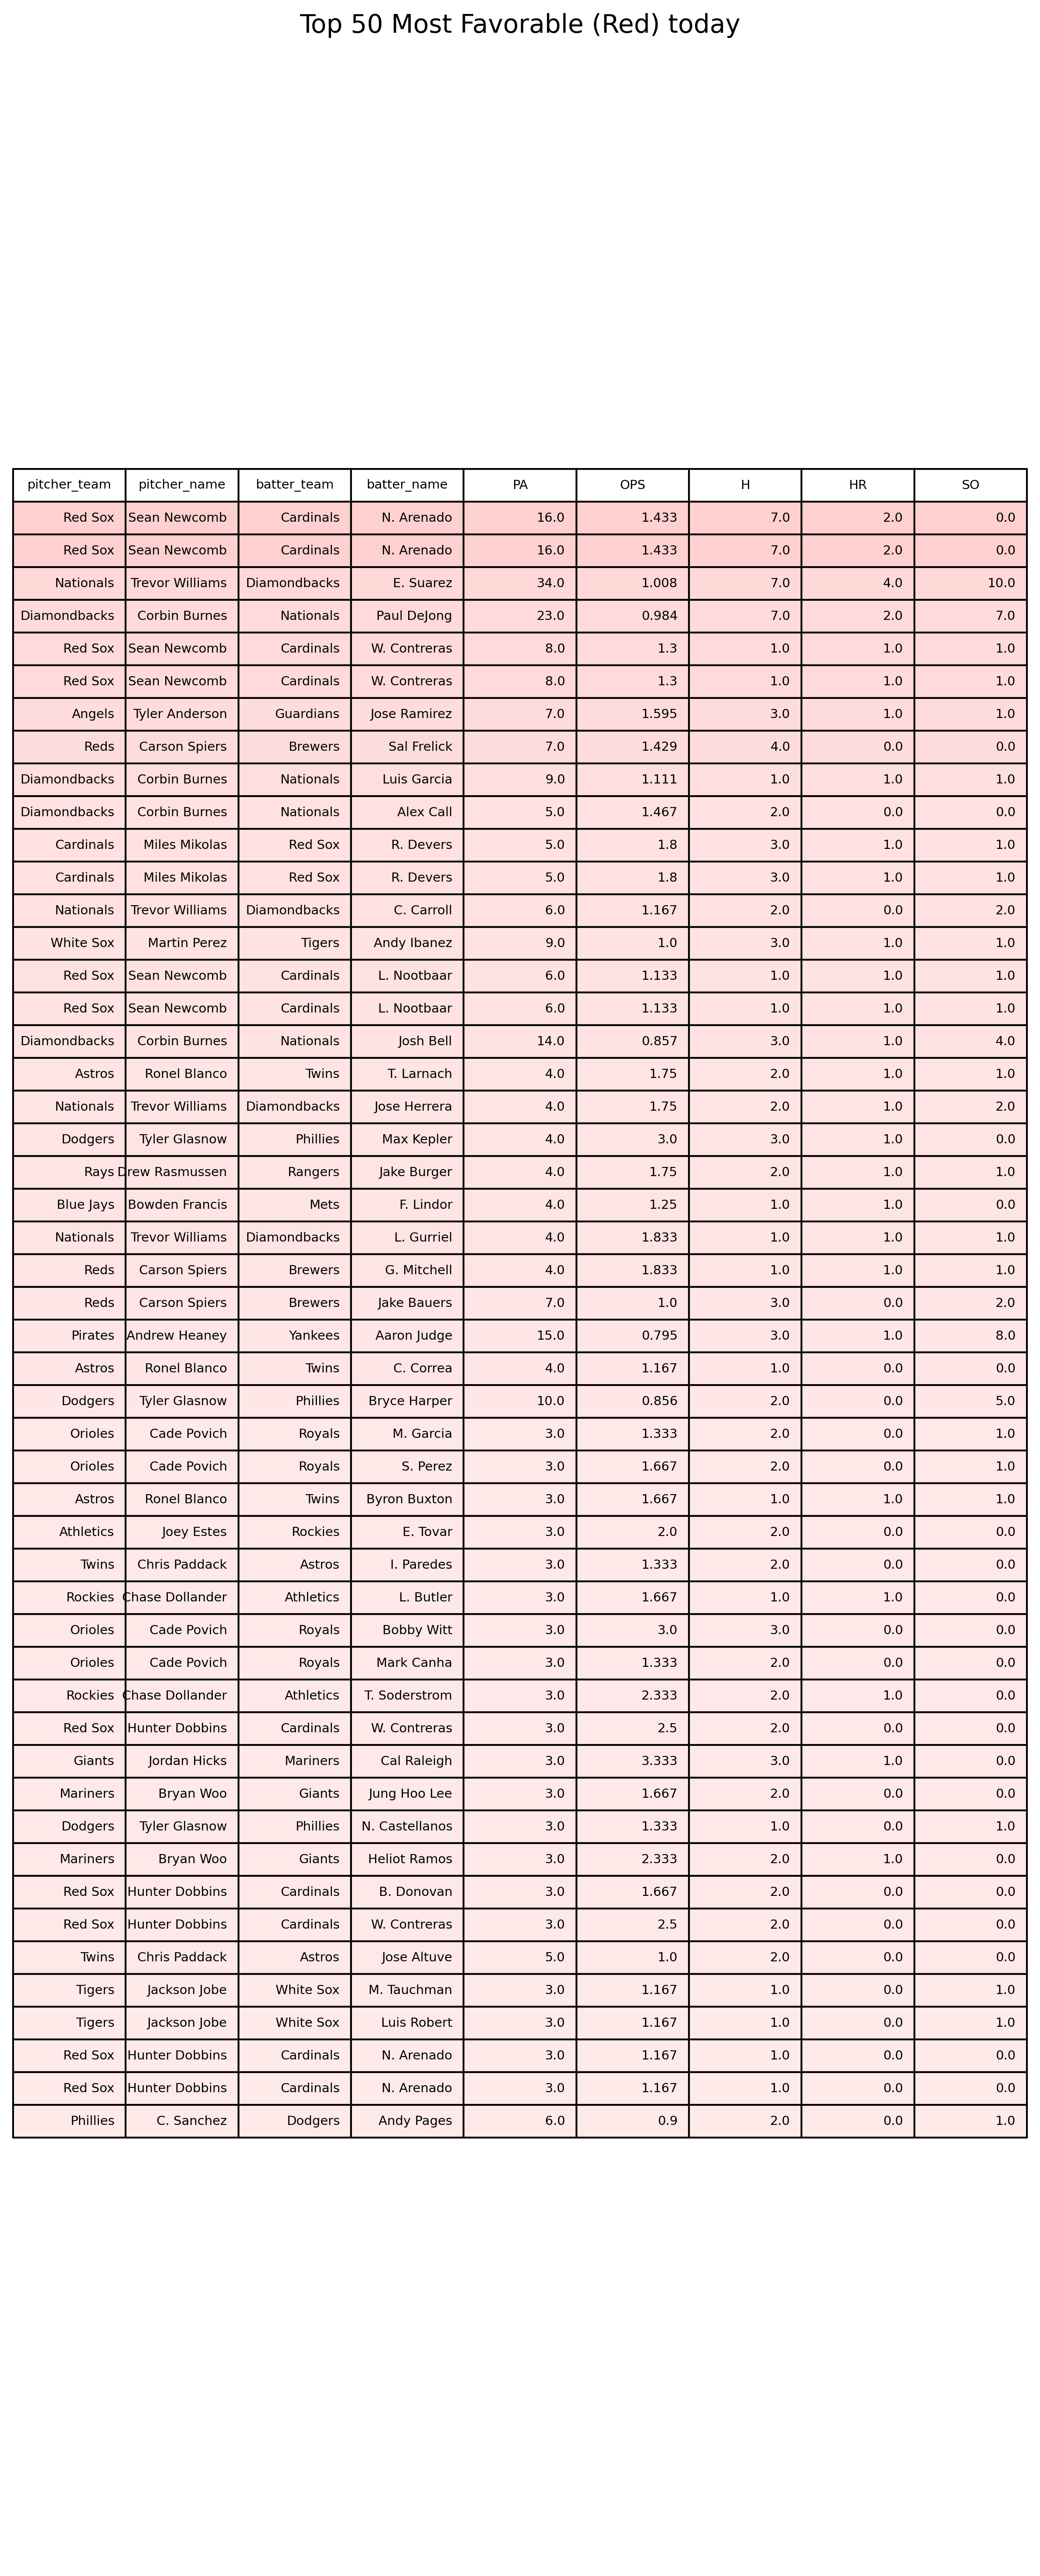 Top 50 Most Favorable (Red) today
pitcher_team pitcher_name batter_team batter_name PA OPS H HR SO
Red Sox Sean Newcomb Cardinals N. Arenado 16.0 1.433 7.0 2.0 0.0
Red Sox Sean Newcomb Cardinals N. Arenado 16.0 1.433 7.0 2.0 0.0
Nationals Trevor Williams Diamondbacks E. Suarez 34.0 1.008 7.0 4.0 10.0
Diamondbacks Corbin Burnes Nationals Paul DeJong 23.0 0.984 7.0 2.0 7.0
Red Sox Sean Newcomb Cardinals W. Contreras 8.0 1.3 1.0 1.0 1.0
Red Sox Sean Newcomb Cardinals W. Contreras 8.0 1.3 1.0 1.0 1.0
Angels Tyler Anderson Guardians Jose Ramirez 7.0 1.595 3.0 1.0 1.0
Reds Carson Spiers Brewers Sal Frelick 7.0 1.429 4.0 0.0 0.0
Diamondbacks Corbin Burnes Nationals Luis Garcia 9.0 1.111 1.0 1.0 1.0
Diamondbacks Corbin Burnes Nationals Alex Call 5.0 1.467 2.0 0.0 0.0
Cardinals Miles Mikolas Red Sox R. Devers 5.0 1.8 3.0 1.0 1.0
Cardinals Miles Mikolas Red Sox R. Devers 5.0 1.8 3.0 1.0 1.0
Nationals Trevor Williams Diamondbacks C. Carroll 6.0 1.167 2.0 0.0 2.0
White Sox Martin Perez Tigers Andy Ibanez 9.0 1.0 3.0 1.0 1.0
Red Sox Sean Newcomb Cardinals L. Nootbaar 6.0 1.133 1.0 1.0 1.0
Red Sox Sean Newcomb Cardinals L. Nootbaar 6.0 1.133 1.0 1.0 1.0
Diamondbacks Corbin Burnes Nationals Josh Bell 14.0 0.857 3.0 1.0 4.0
Astros Ronel Blanco Twins T. Larnach 4.0 1.75 2.0 1.0 1.0
Nationals Trevor Williams Diamondbacks Jose Herrera 4.0 1.75 2.0 1.0 2.0
Dodgers Tyler Glasnow Phillies Max Kepler 4.0 3.0 3.0 1.0 0.0
Rays Drew Rasmussen Rangers Jake Burger 4.0 1.75 2.0 1.0 1.0
Blue Jays Bowden Francis Mets F. Lindor 4.0 1.25 1.0 1.0 0.0
Nationals Trevor Williams Diamondbacks L. Gurriel 4.0 1.833 1.0 1.0 1.0
Reds Carson Spiers Brewers G. Mitchell 4.0 1.833 1.0 1.0 1.0
Reds Carson Spiers Brewers Jake Bauers 7.0 1.0 3.0 0.0 2.0
Pirates Andrew Heaney Yankees Aaron Judge 15.0 0.795 3.0 1.0 8.0
Astros Ronel Blanco Twins C. Correa 4.0 1.167 1.0 0.0 0.0
Dodgers Tyler Glasnow Phillies Bryce Harper 10.0 0.856 2.0 0.0 5.0
Orioles Cade Povich Royals M. Garcia 3.0 1.333 2.0 0.0 1.0
Orioles Cade Povich Royals S. Perez 3.0 1.667 2.0 0.0 1.0
Astros Ronel Blanco Twins Byron Buxton 3.0 1.667 1.0 1.0 1.0
Athletics Joey Estes Rockies E. Tovar 3.0 2.0 2.0 0.0 0.0
Twins Chris Paddack Astros I. Paredes 3.0 1.333 2.0 0.0 0.0
Rockies Chase Dollander Athletics L. Butler 3.0 1.667 1.0 1.0 0.0
Orioles Cade Povich Royals Bobby Witt 3.0 3.0 3.0 0.0 0.0
Orioles Cade Povich Royals Mark Canha 3.0 1.333 2.0 0.0 0.0
Rockies Chase Dollander Athletics T. Soderstrom 3.0 2.333 2.0 1.0 0.0
Red Sox Hunter Dobbins Cardinals W. Contreras 3.0 2.5 2.0 0.0 0.0
Giants Jordan Hicks Mariners Cal Raleigh 3.0 3.333 3.0 1.0 0.0
Mariners Bryan Woo Giants Jung Hoo Lee 3.0 1.667 2.0 0.0 0.0
Dodgers Tyler Glasnow Phillies N. Castellanos 3.0 1.333 1.0 0.0 1.0
Mariners Bryan Woo Giants Heliot Ramos 3.0 2.333 2.0 1.0 0.0
Red Sox Hunter Dobbins Cardinals B. Donovan 3.0 1.667 2.0 0.0 0.0
Red Sox Hunter Dobbins Cardinals W. Contreras 3.0 2.5 2.0 0.0 0.0
Twins Chris Paddack Astros Jose Altuve 5.0 1.0 2.0 0.0 0.0
Tigers Jackson Jobe White Sox M. Tauchman 3.0 1.167 1.0 0.0 1.0
Tigers Jackson Jobe White Sox Luis Robert 3.0 1.167 1.0 0.0 1.0
Red Sox Hunter Dobbins Cardinals N. Arenado 3.0 1.167 1.0 0.0 0.0
Red Sox Hunter Dobbins Cardinals N. Arenado 3.0 1.167 1.0 0.0 0.0
Phillies C. Sanchez Dodgers Andy Pages 6.0 0.9 2.0 0.0 1.0